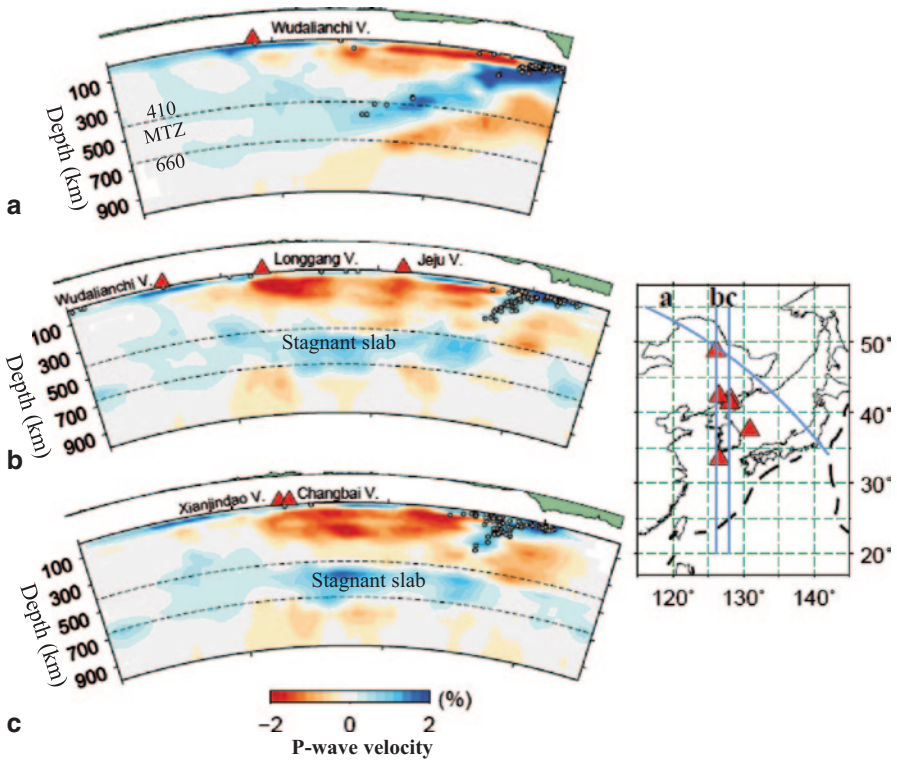 Wudalianchi V.
100
300
500
700
900
Depth (km)
410
MTZ
660
a
Wudalianchi V.
Longgang V.
Jeju V.
100
300
500
700
900
Depth (km)
Stagnant slab
b
Xianjindao V.
Changbai V.
100
300
500
700
900
Depth (km)
Stagnant slab
c
−2
0
2
(%)
P-wave velocity
a
bc
50°
40°
30°
20°
120°
130°
140°